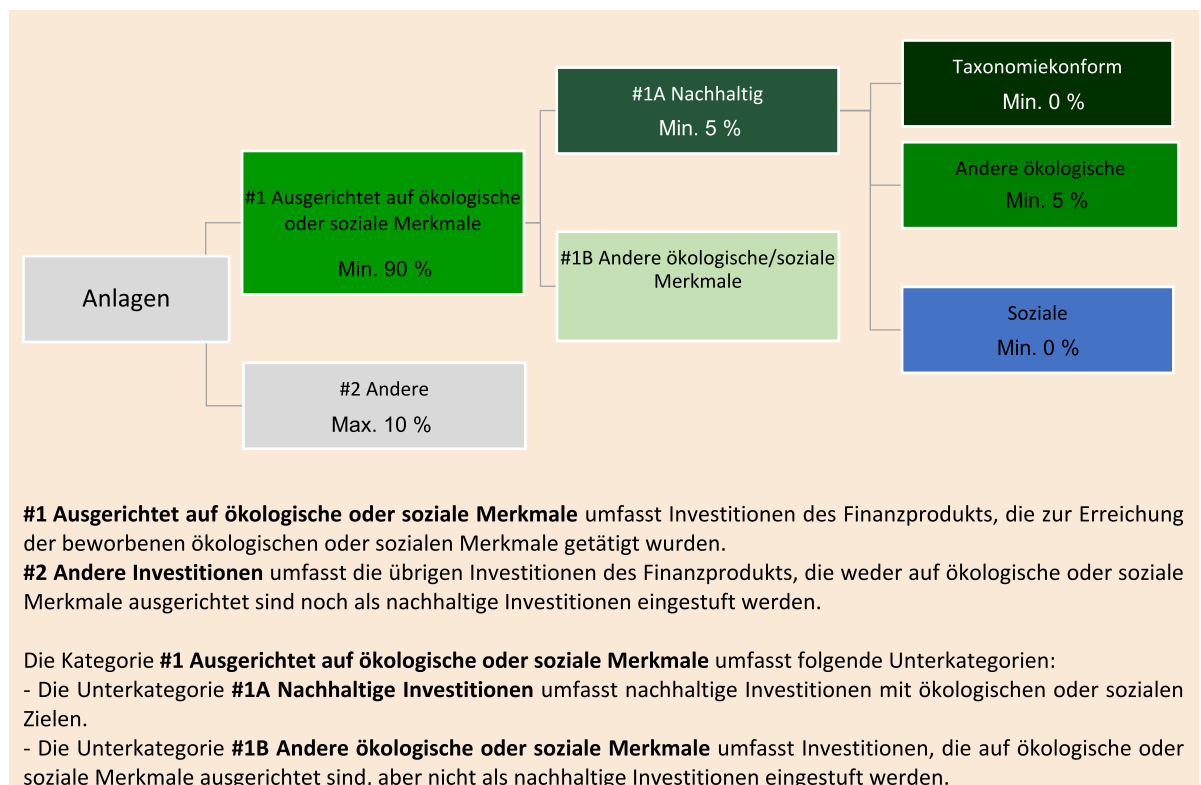 Taxonomiekonform
Min. 0 %
#1A Nachhaltig
Min. 5 %
Andere ökologische
Min. 5 %
#1 Ausgerichtet auf ökologische
oder soziale Merkmale
Min. 90 %
#1B Andere ökologische/soziale
Merkmale
Anlagen
Soziale
Min. 0 %
#2 Andere
Max. 10 %
#1 Ausgerichtet auf ökologische oder soziale Merkmale umfasst Investitionen des Finanzprodukts, die zur Erreichung
der beworbenen ökologischen oder sozialen Merkmale getätigt wurden.
#2 Andere Investitionen umfasst die übrigen Investitionen des Finanzprodukts, die weder auf ökologische oder soziale
Merkmale ausgerichtet sind noch als nachhaltige Investitionen eingestuft werden.
Die Kategorie #1 Ausgerichtet auf ökologische oder soziale Merkmale umfasst folgende Unterkategorien:
- Die Unterkategorie #1A Nachhaltige Investitionen umfasst nachhaltige Investitionen mit ökologischen oder sozialen
Zielen.
- Die Unterkategorie #1B Andere ökologische oder soziale Merkmale umfasst Investitionen, die auf ökologische oder
soziale Merkmale ausgerichtet sind, aber nicht als nachhaltige Investitionen eingestuft werden.